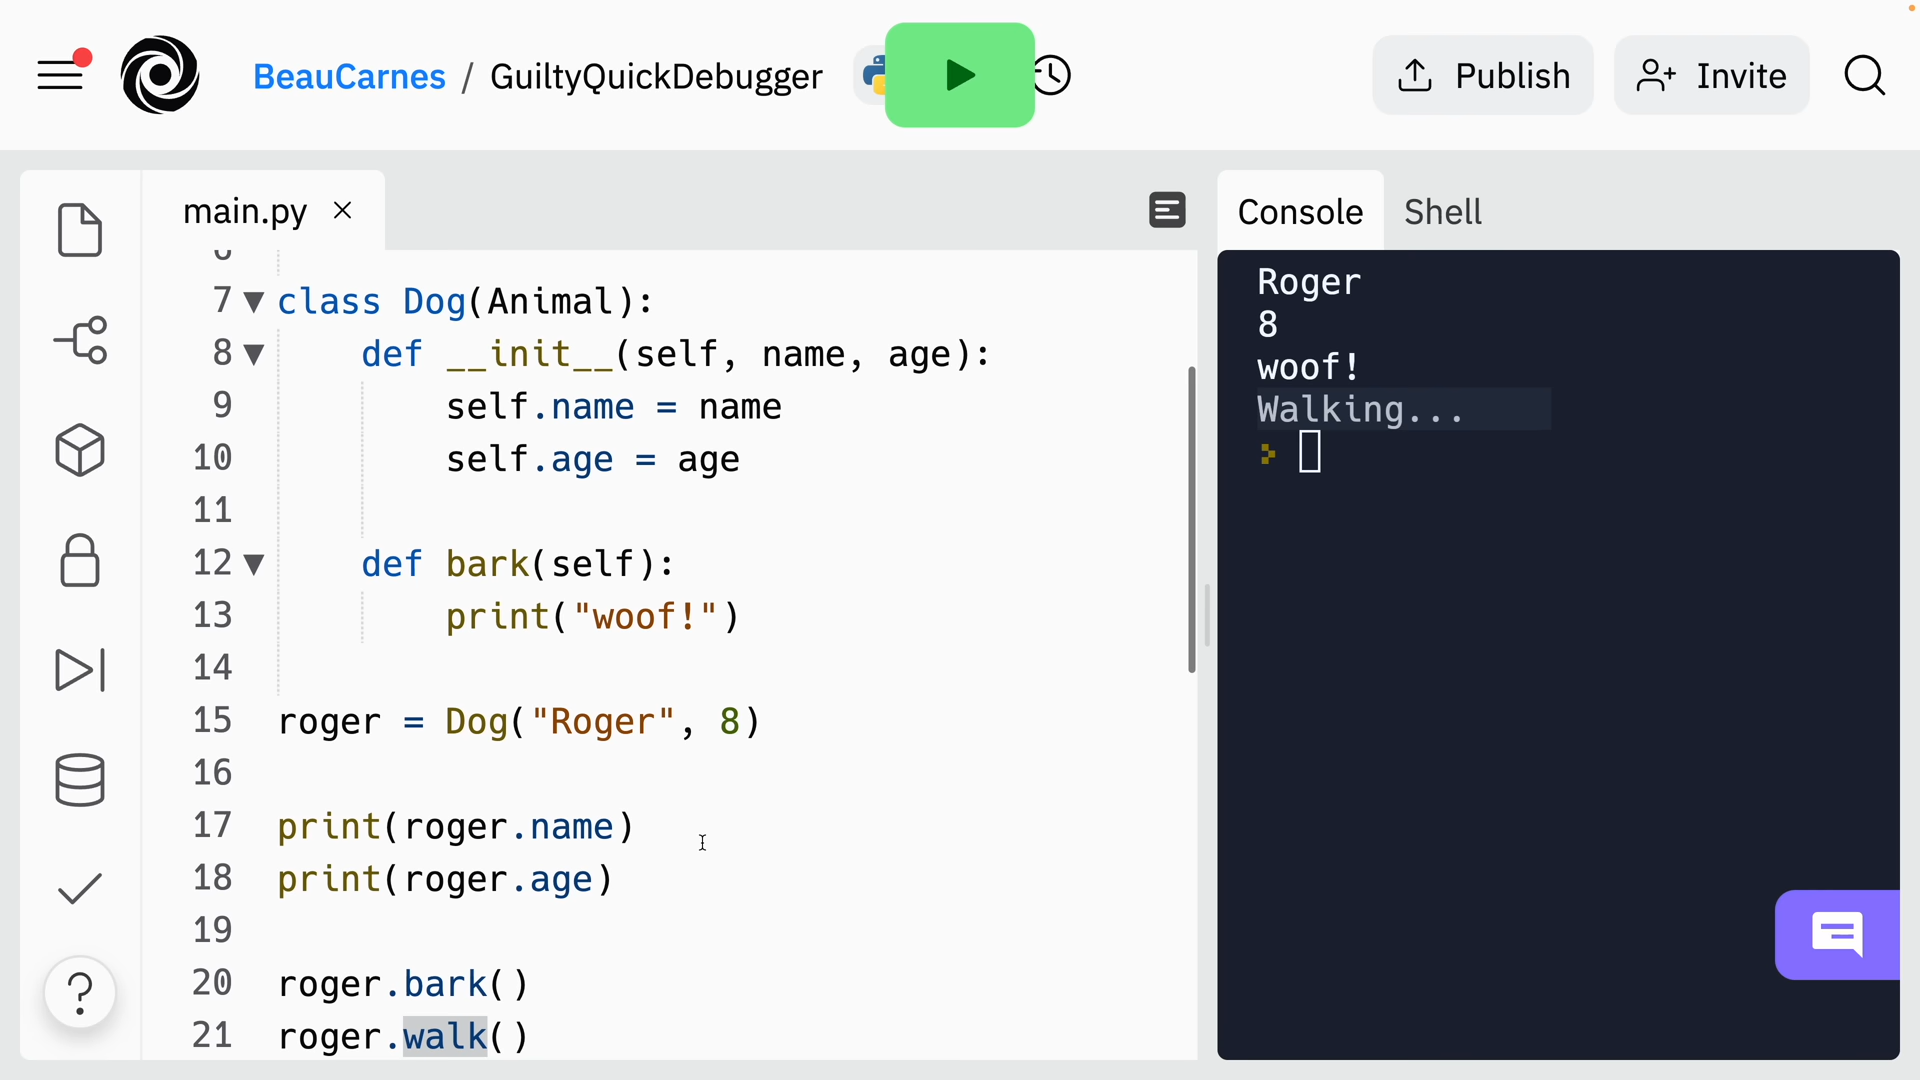 BeauCarnes / GuiltyQuickDebugger
Publish
Invite
main.py
7 class Dog(Animal):
8 def __init__(self, name, age):
9 self.name = name
10 self.age = age
11
12 def bark(self):
13 print("woof!")
14
15 roger = Dog("Roger", 8)
16
17 print(roger.name)
18 print(roger.age)
19
20 roger.bark()
21 roger.walk()
?
Console Shell
Roger
8
woof!
Walking...